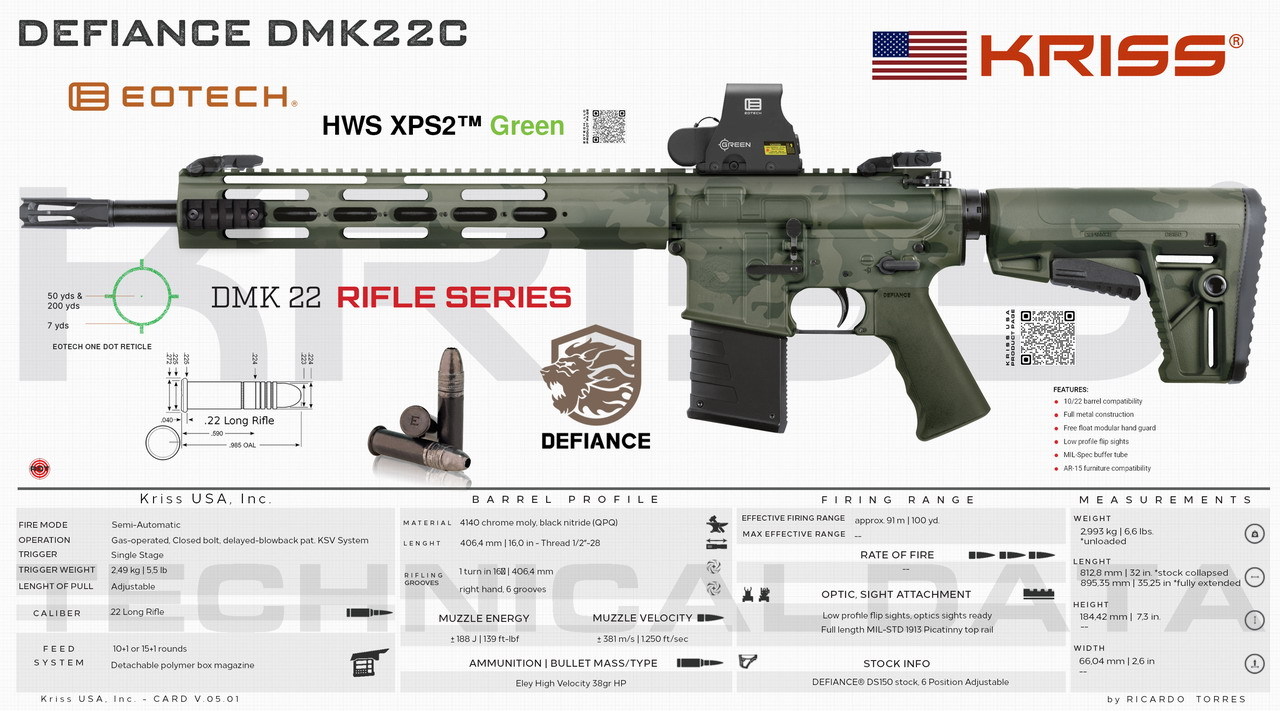 DEFIANCE DMK22C
KRISS®
EOTECH®
HWS XPS2™ Green
EOTECH
GREEN
50 yds &
200 yds
7 yds
EOTECH ONE DOT RETICLE
DMK 22 RIFLE SERIES
DEFIANCE
KRISS USA
PRODUCT PAGE
.225
.224
.224
.040
.22 Long Rifle
.590
.985 OAL
E
DEFIANCE
FEATURES:
10/22 barrel compatibility
Full metal construction
Free float modular hand guard
Low profile flip sights
MIL-Spec buffer tube
AR-15 furniture compatibility
KRISS
TECHNICAL DATA
Kriss USA, Inc.
FIRE MODE Semi-Automatic
OPERATION Gas-operated, Closed bolt, delayed-blowback pat. KSV System
TRIGGER Single Stage
TRIGGER WEIGHT 2,49 kg | 5,5 lb
LENGHT OF PULL Adjustable
CALIBER 22 Long Rifle
FEED SYSTEM
10+1 or 15+1 rounds
Detachable polymer box magazine
BARREL PROFILE
MATERIAL 4140 chrome moly, black nitride (QPQ)
LENGHT 406,4 mm | 16,0 in - Thread 1/2"-28
RIFLING GROOVES
1 turn in 16 | 406,4 mm
right hand, 6 grooves
MUZZLE ENERGY
± 188 J | 139 ft-lbf
MUZZLE VELOCITY
± 381 m/s | 1.250 ft/sec
AMMUNITION | BULLET MASS/TYPE
Eley High Velocity 38gr HP
FIRING RANGE
EFFECTIVE FIRING RANGE approx. 91 m | 100 yd.
MAX EFFECTIVE RANGE --
RATE OF FIRE
--
OPTIC, SIGHT ATTACHMENT
Low profile flip sights, optics sights ready
Full length MIL-STD 1913 Picatinny top rail
STOCK INFO
DEFIANCE® DS150 stock, 6 Position Adjustable
MEASUREMENTS
WEIGHT
2,993 kg | 6,6 lbs.
*unloaded
LENGHT
812,8 mm | 32 in. *stock collapsed
895,35 mm | 35,25 in *fully extended
HEIGHT
184,42 mm | 7,3 in.
--
WIDTH
66,04 mm | 2,6 in
--
Kriss USA, Inc. - CARD V.05.01
by RICARDO TORRES